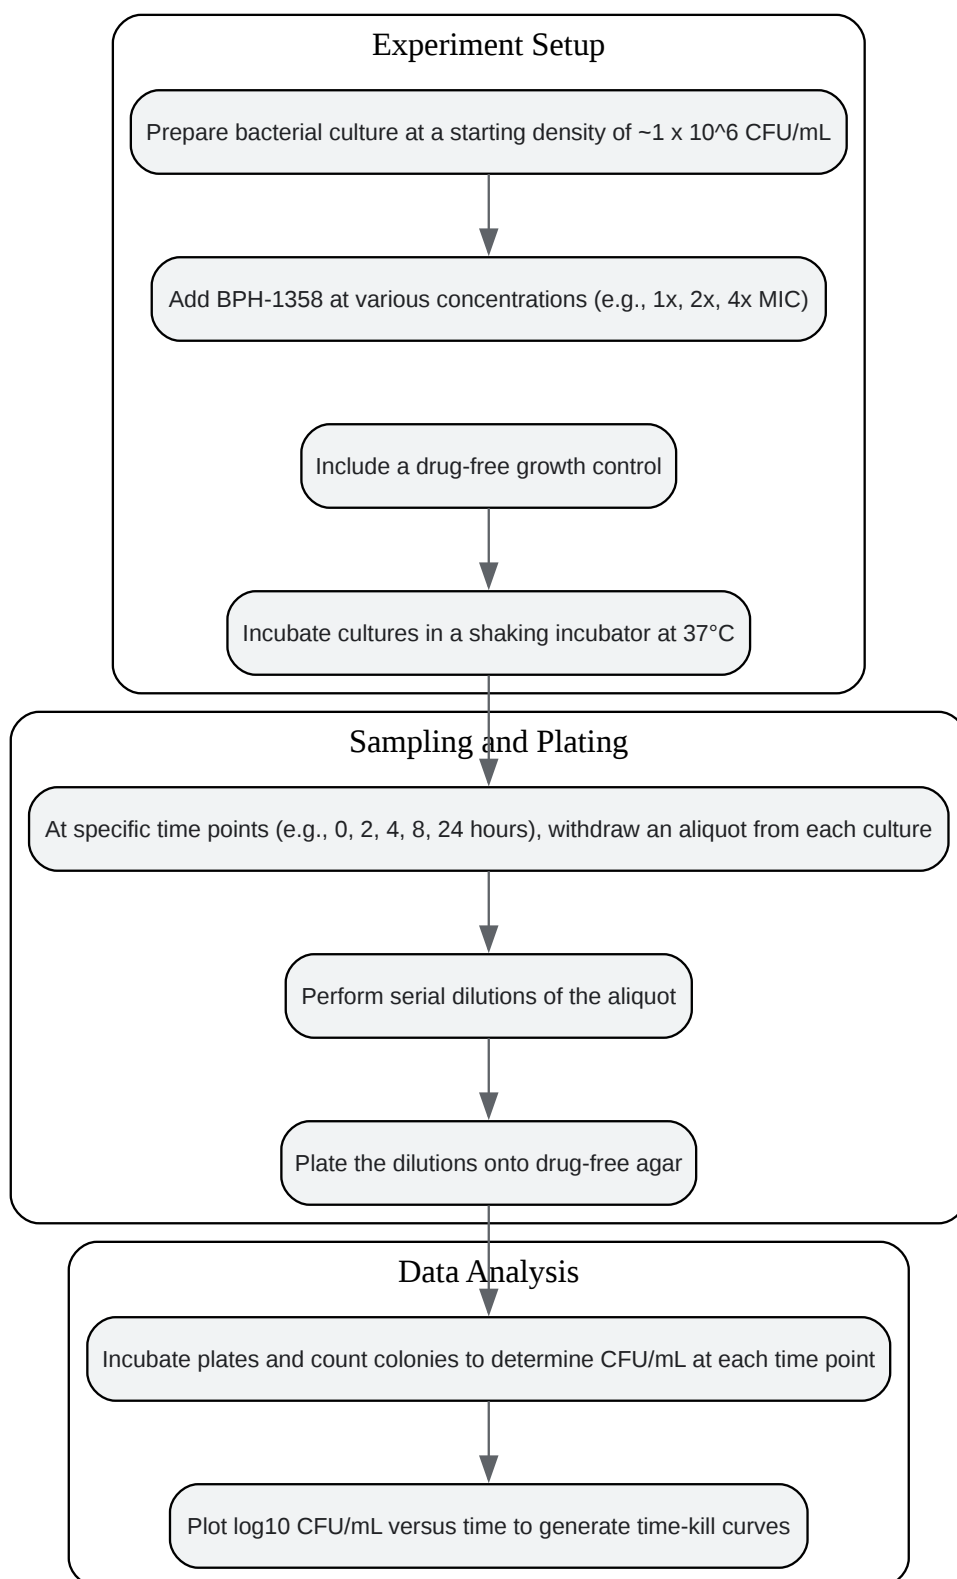 Experiment Setup
Prepare bacterial culture at a starting density of ~1 x 10^6 CFU/mL
Add BPH-1358 at various concentrations (e.g., 1x, 2x, 4x MIC)
Include a drug-free growth control
Incubate cultures in a shaking incubator at 37°C
Sampling and Plating
At specific time points (e.g., 0, 2, 4, 8, 24 hours), withdraw an aliquot from each culture
Perform serial dilutions of the aliquot
Plate the dilutions onto drug-free agar
Data Analysis
Incubate plates and count colonies to determine CFU/mL at each time point
Plot log10 CFU/mL versus time to generate time-kill curves